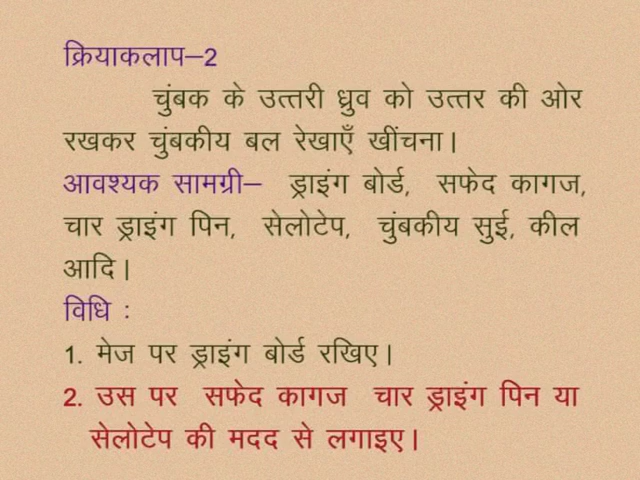 क्रियाकलाप–2
चुंबक के उत्तरी ध्रुव को उत्तर की ओर
रखकर चुंबकीय बल रेखाएँ खींचना।
आवश्यक सामग्री– ड्राइंग बोर्ड, सफेद कागज,
चार ड्राइंग पिन, सेलोटेप, चुंबकीय सुई, कील
आदि।
विधि :
1. मेज पर ड्राइंग बोर्ड रखिए।
2. उस पर सफेद कागज चार ड्राइंग पिन या
सेलोटेप की मदद से लगाइए।